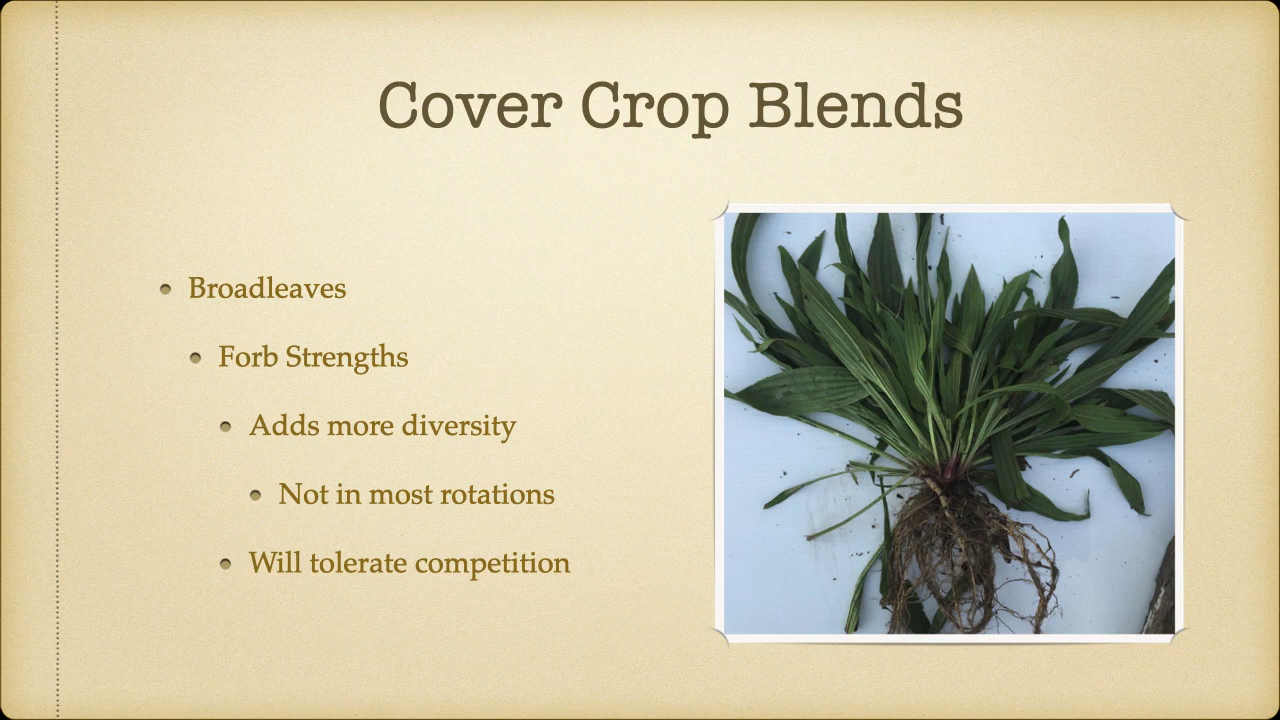 Cover Crop Blends
Broadleaves
Forb Strengths
Adds more diversity
Not in most rotations
Will tolerate competition